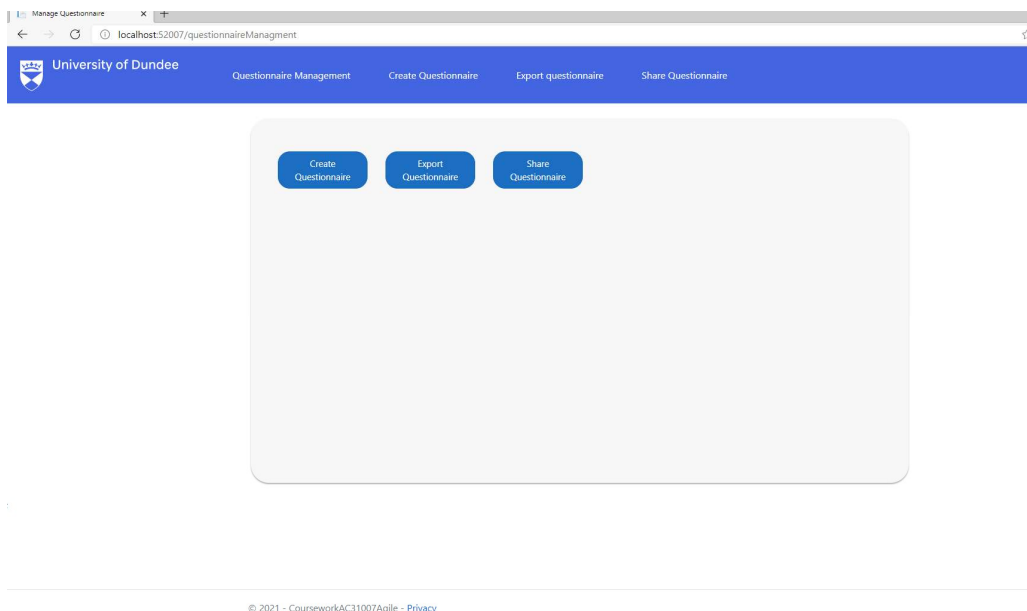 Manage Questionnaire
localhost:52007/questionnaireManagment
University of Dundee
Questionnaire Management Create Questionnaire Export questionnaire Share Questionnaire
Create
Questionnaire
Export
Questionnaire
Share
Questionnaire
© 2021 - CourseworkAC31007Agile - Privacy